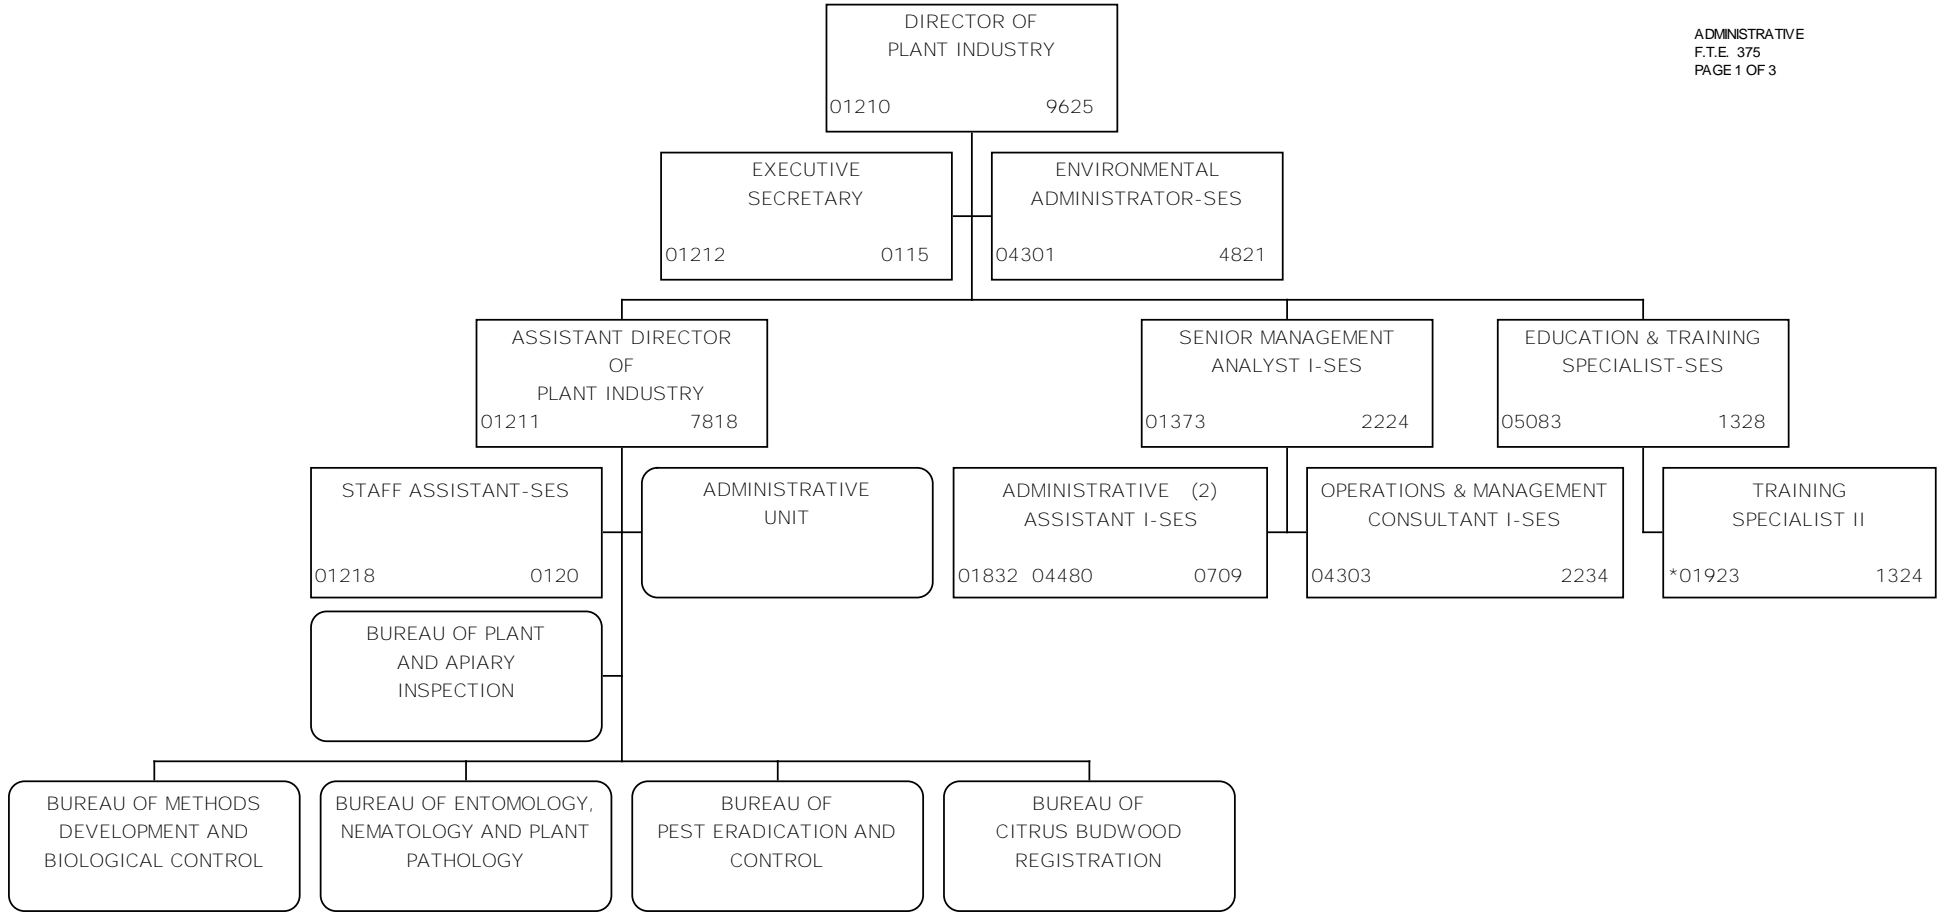 DIRECTOR OF
PLANT INDUSTRY
01210 9625
ADMINISTRATIVE
F.T.E. 375
PAGE 1 OF 3
EXECUTIVE
SECRETARY
01212 0115
ENVIRONMENTAL
ADMINISTRATOR-SES
04301 4821
ASSISTANT DIRECTOR
OF
PLANT INDUSTRY
01211 7818
SENIOR MANAGEMENT
ANALYST I-SES
01373 2224
EDUCATION & TRAINING
SPECIALIST-SES
05083 1328
STAFF ASSISTANT-SES
01218 0120
ADMINISTRATIVE
UNIT
ADMINISTRATIVE (2)
ASSISTANT I-SES
01832 04480 0709
OPERATIONS & MANAGEMENT
CONSULTANT I-SES
04303 2234
TRAINING
SPECIALIST II
*01923 1324
BUREAU OF PLANT
AND APIARY
INSPECTION
BUREAU OF METHODS
DEVELOPMENT AND
BIOLOGICAL CONTROL
BUREAU OF ENTOMOLOGY,
NEMATOLOGY AND PLANT
PATHOLOGY
BUREAU OF
PEST ERADICATION AND
CONTROL
BUREAU OF
CITRUS BUDWOOD
REGISTRATION